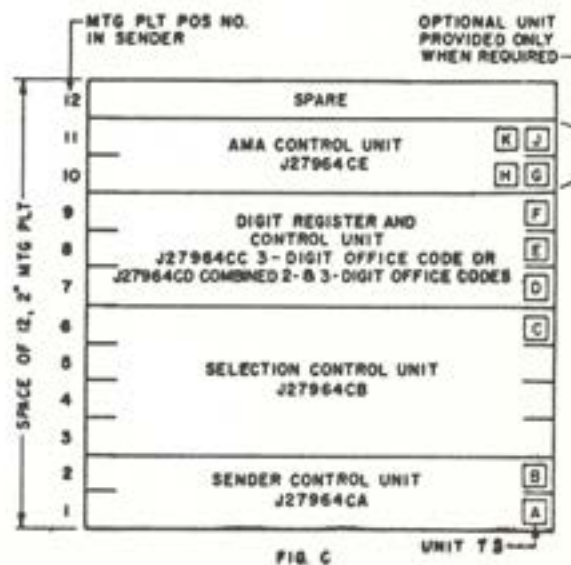 MTG PLT POS NO.
IN SENDER
OPTIONAL UNIT
PROVIDED ONLY
WHEN REQUIRED
SPACE OF 12, 2" MTG PLT
12
SPARE
11
AMA CONTROL UNIT
K J
10
J27964CE
H G
9
DIGIT REGISTER AND
F
8
CONTROL UNIT
E
J27964CC 3-DIGIT OFFICE CODE OR
7
J27964CD COMBINED 2-&3-DIGIT OFFICE CODES
D
6
C
5
SELECTION CONTROL UNIT
4
J27964CB
3
2
SENDER CONTROL UNIT
B
J27964CA
1
A
UNIT TS
FIG. C